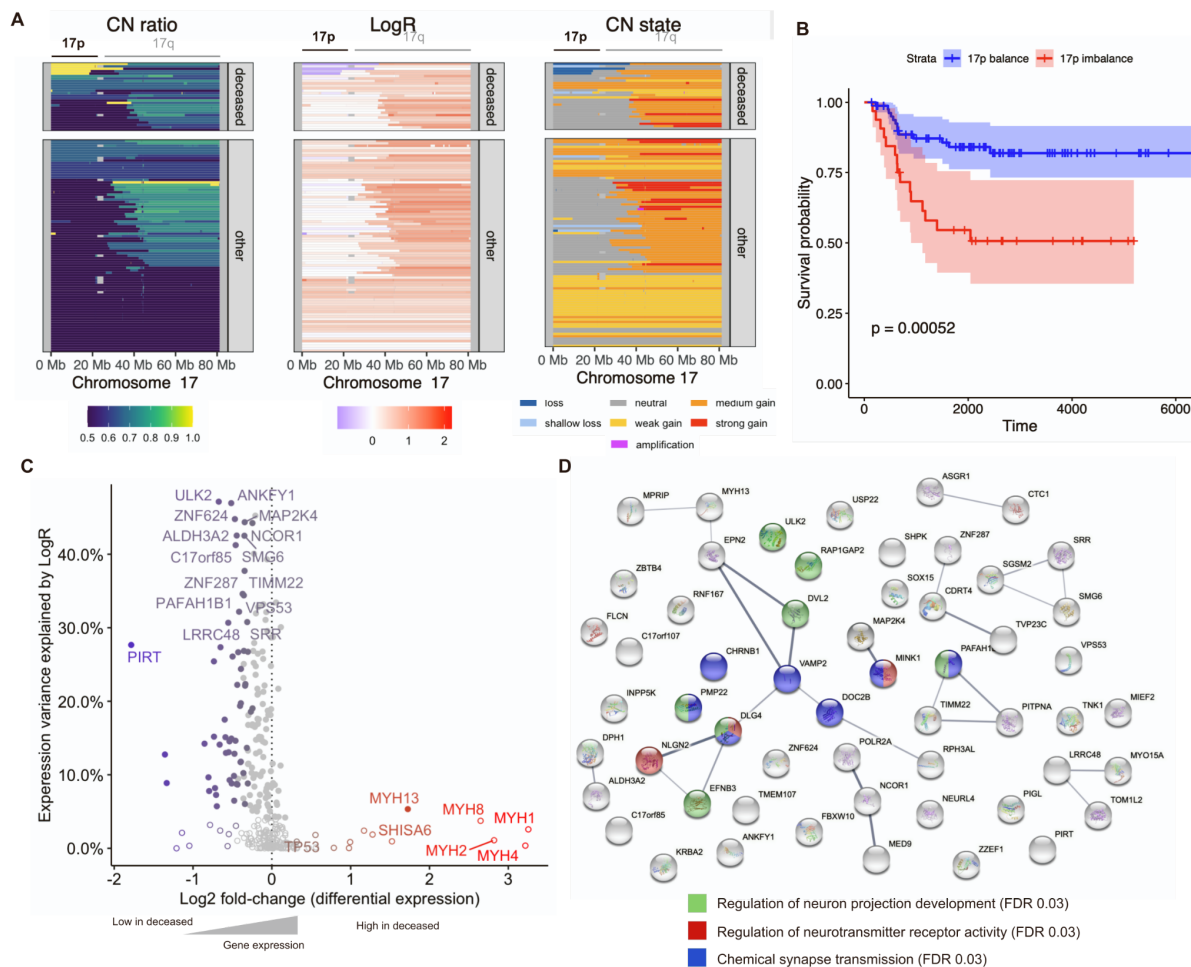 A
CN ratio
LogR
CN state
17p
17q
17p
17q
17p
17q
deceased
other
deceased
other
deceased
other
0 Mb 20 Mb 40 Mb 60 Mb 80 Mb
0 Mb 20 Mb 40 Mb 60 Mb 80 Mb
0 Mb 20 Mb 40 Mb 60 Mb 80 Mb
Chromosome 17
Chromosome 17
Chromosome 17
0.5 0.6 0.7 0.8 0.9 1.0
0 1 2
loss
neutral
medium gain
shallow loss
weak gain
strong gain
amplification
B
Strata
17p balance
17p imbalance
Survival probability
1.00
0.75
0.50
0.25
0.00
p = 0.00052
0 2000 4000 6000
Time
C
Experession variance explained by LogR
40.0%
30.0%
20.0%
10.0%
0.0%
ULK2
ANKFY1
ZNF624
MAP2K4
ALDH3A2
NCOR1
C17orf85
SMG6
ZNF287
TIMM22
PAFAH1B1
VPS53
LRRC48
SRR
PIRT
MYH13
MYH8
MYH1
SHISA6
TP53
MYH2
MYH4
-2 -1 0 1 2 3
Log2 fold-change (differential expression)
Low in deceased
High in deceased
Gene expression
D
MPRIP
MYH13
USP22
ASGR1
CTC1
EPN2
ULK2
RAP1GAP2
SHPK
ZNF287
SRR
SGSM2
ZBTB4
RNF167
DVL2
SOX15
CDRT4
SMG6
FLCN
C17orf107
MAP2K4
TVP23C
VPS53
CHRNB1
VAMP2
MINK1
PAFAH1B
INPP5K
PMP22
DOC2B
TIMM22
PITPNA
TNK1
MIEF2
DLG4
DPH1
NLGN2
ZNF624
POLR2A
RPH3AL
LRRC48
MYO15A
ALDH3A2
EFNB3
TMEM107
NCOR1
NEURL4
PIGL
TOM1L2
C17orf85
ANKFY1
FBXW10
PIRT
KRBA2
MED9
ZZEF1
Regulation of neuron projection development (FDR 0.03)
Regulation of neurotransmitter receptor activity (FDR 0.03)
Chemical synapse transmission (FDR 0.03)